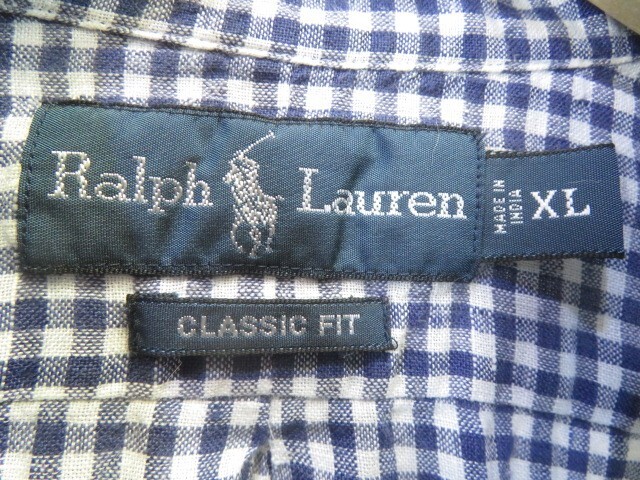 Ralph Lauren
MADE IN
INDIA
XL
CLASSIC FIT